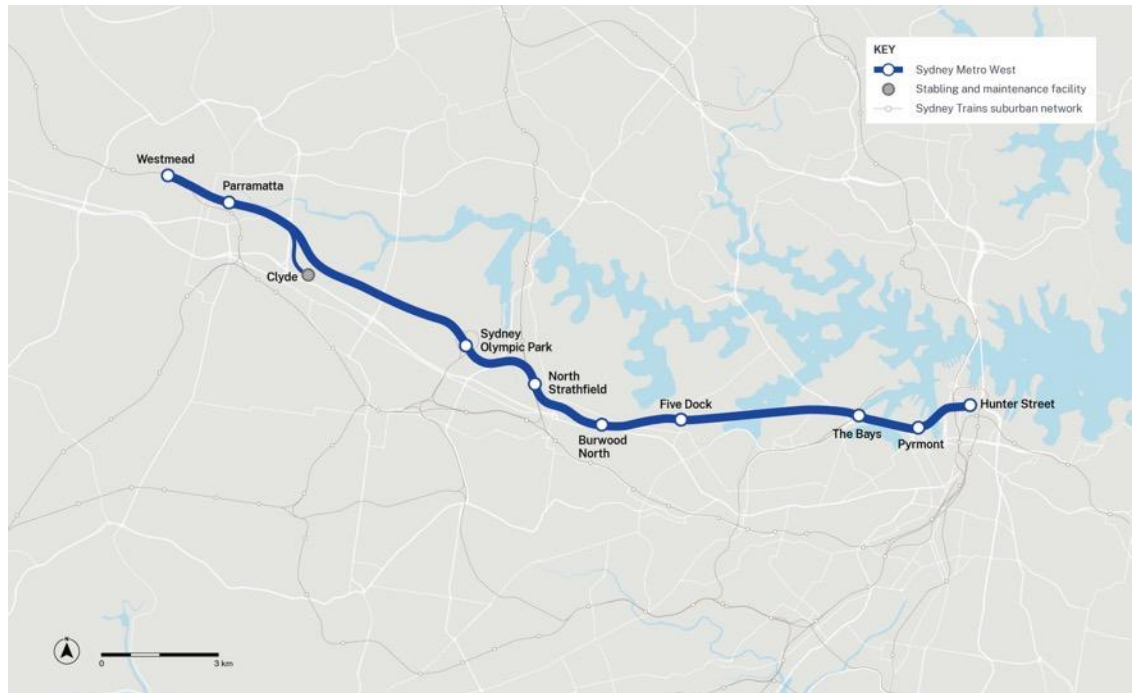 KEY
Sydney Metro West
Stabling and maintenance facility
Sydney Trains suburban network
Westmead
Parramatta
Clyde
Sydney
Olympic Park
North
Strathfield
Burwood
North
Five Dock
The Bays
Pyrmont
Hunter Street
N
0
3 km